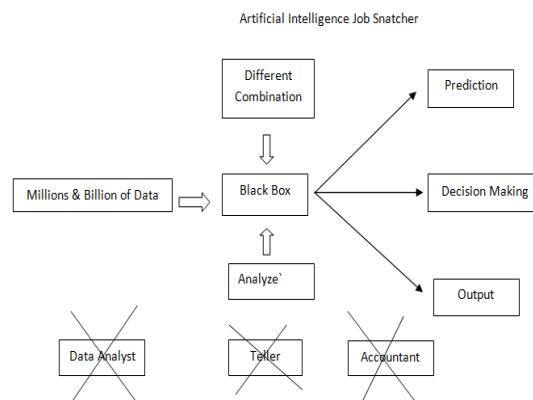 Artificial Intelligence Job Snatcher
Different
Combination
Prediction
Millions & Billion of Data
Black Box
Decision Making
Analyze`
Output
Data Analyst
Teller
Accountant